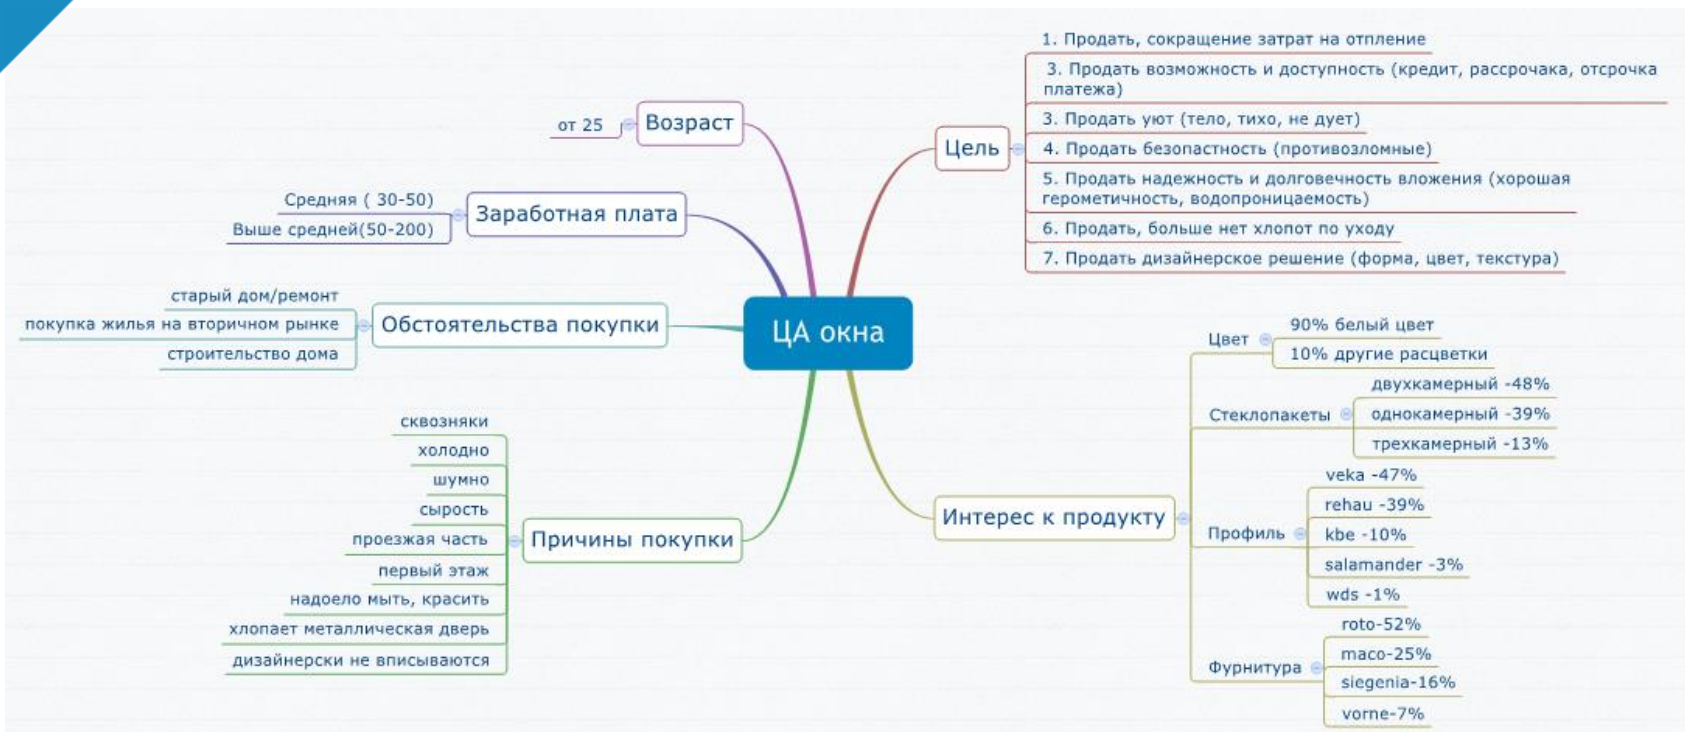 ЦА окна
Возраст
от 25
Заработная плата
Средняя ( 30-50)
Выше средней(50-200)
Обстоятельства покупки
старый дом/ремонт
покупка жилья на вторичном рынке
строительство дома
Причины покупки
сквозняки
холодно
шумно
сырость
проезжая часть
первый этаж
надоело мыть, красить
хлопает металлическая дверь
дизайнерски не вписываются
Цель
1. Продать, сокращение затрат на отпление
3. Продать возможность и доступность (кредит, рассрочака, отсрочка
платежа)
3. Продать уют (тело, тихо, не дует)
4. Продать безопастность (противозломные)
5. Продать надежность и долговечность вложения (хорошая
герометичность, водопроницаемость)
6. Продать, больше нет хлопот по уходу
7. Продать дизайнерское решение (форма, цвет, текстура)
Интерес к продукту
Цвет
90% белый цвет
10% другие расцветки
Стеклопакеты
двухкамерный -48%
однокамерный -39%
трехкамерный -13%
Профиль
veka -47%
rehau -39%
kbe -10%
salamander -3%
wds -1%
Фурнитура
roto-52%
maco-25%
siegenia-16%
vorne-7%